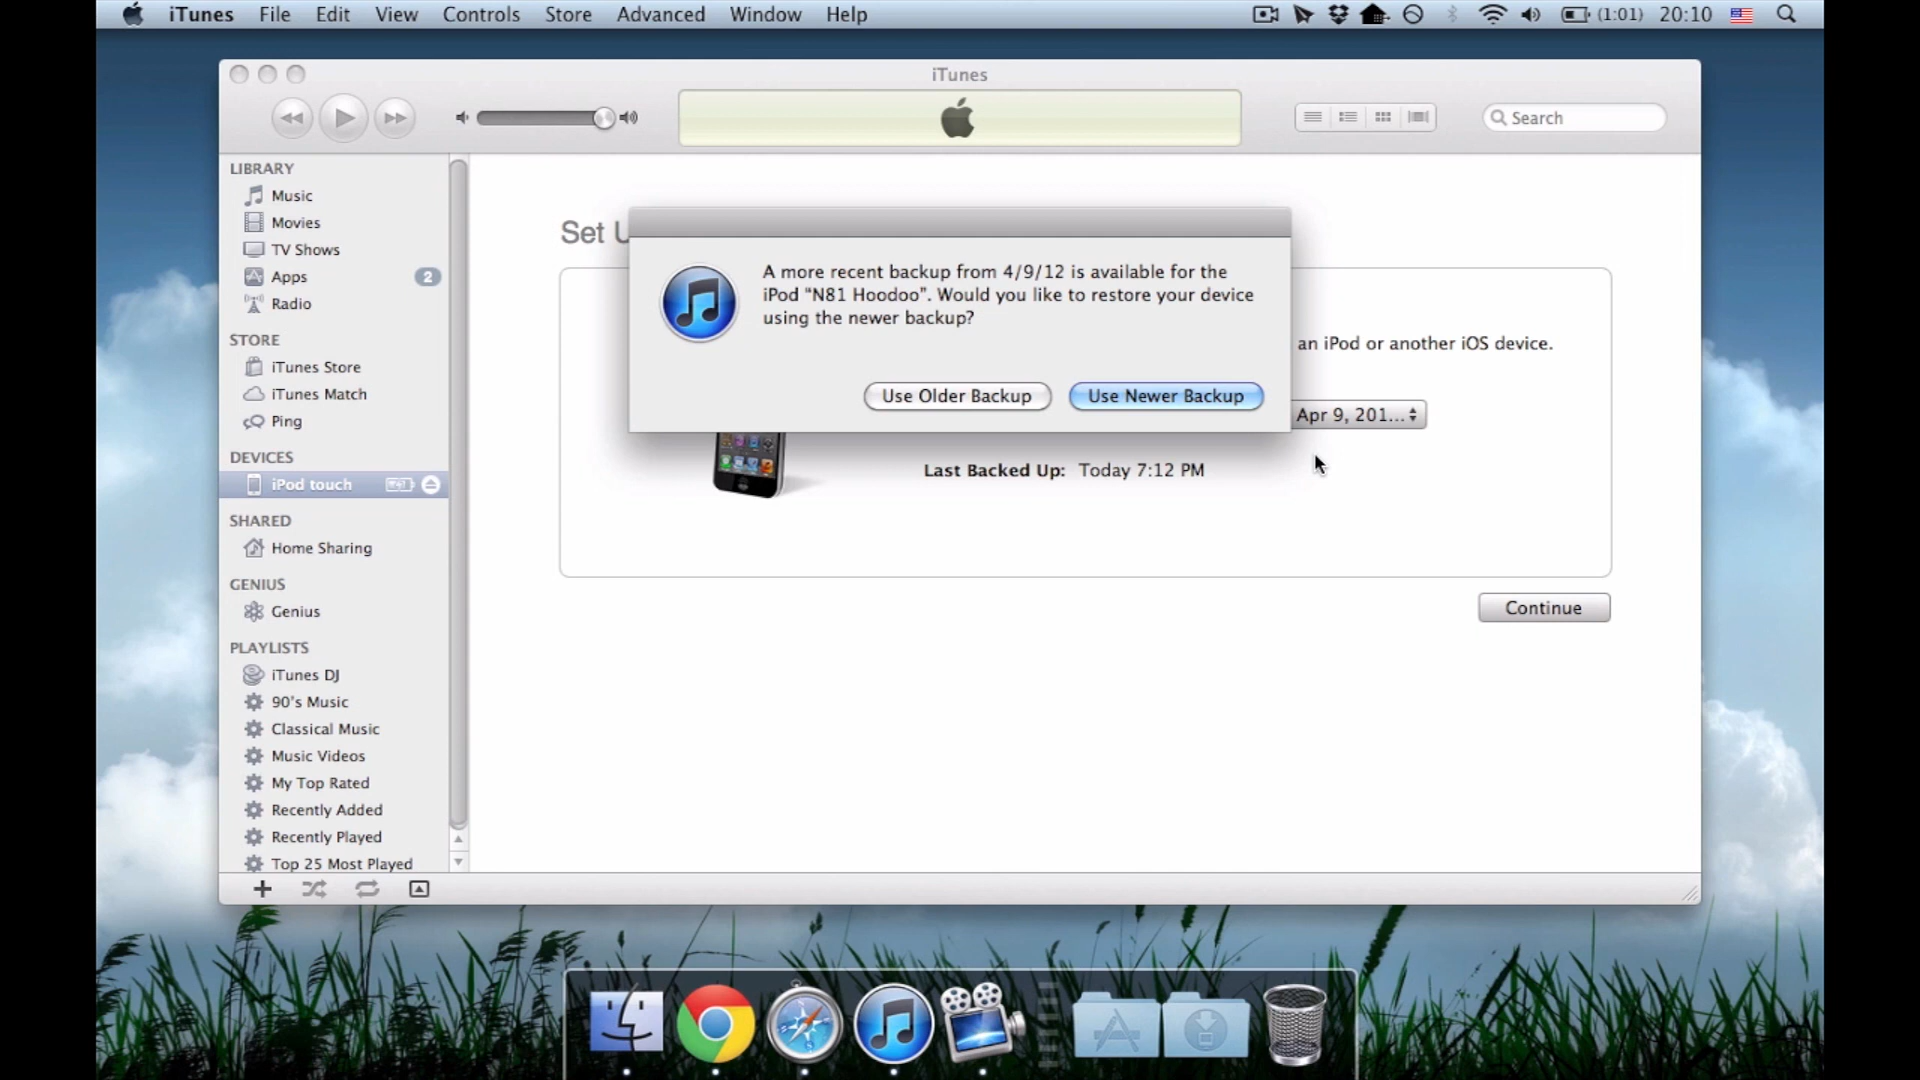 iTunes File Edit View Controls Store Advanced Window Help (1:01) 20:10
iTunes
Search
LIBRARY
Music
Movies
TV Shows
Apps 2
Radio
STORE
iTunes Store
iTunes Match
Ping
DEVICES
iPod touch
SHARED
Home Sharing
GENIUS
Genius
PLAYLISTS
iTunes DJ
90's Music
Classical Music
Music Videos
My Top Rated
Recently Added
Recently Played
Top 25 Most Played
Set U
A more recent backup from 4/9/12 is available for the
iPod “N81 Hoodoo”. Would you like to restore your device
using the newer backup?
Use Older Backup Use Newer Backup
an iPod or another iOS device.
Apr 9, 201...
Last Backed Up: Today 7:12 PM
Continue